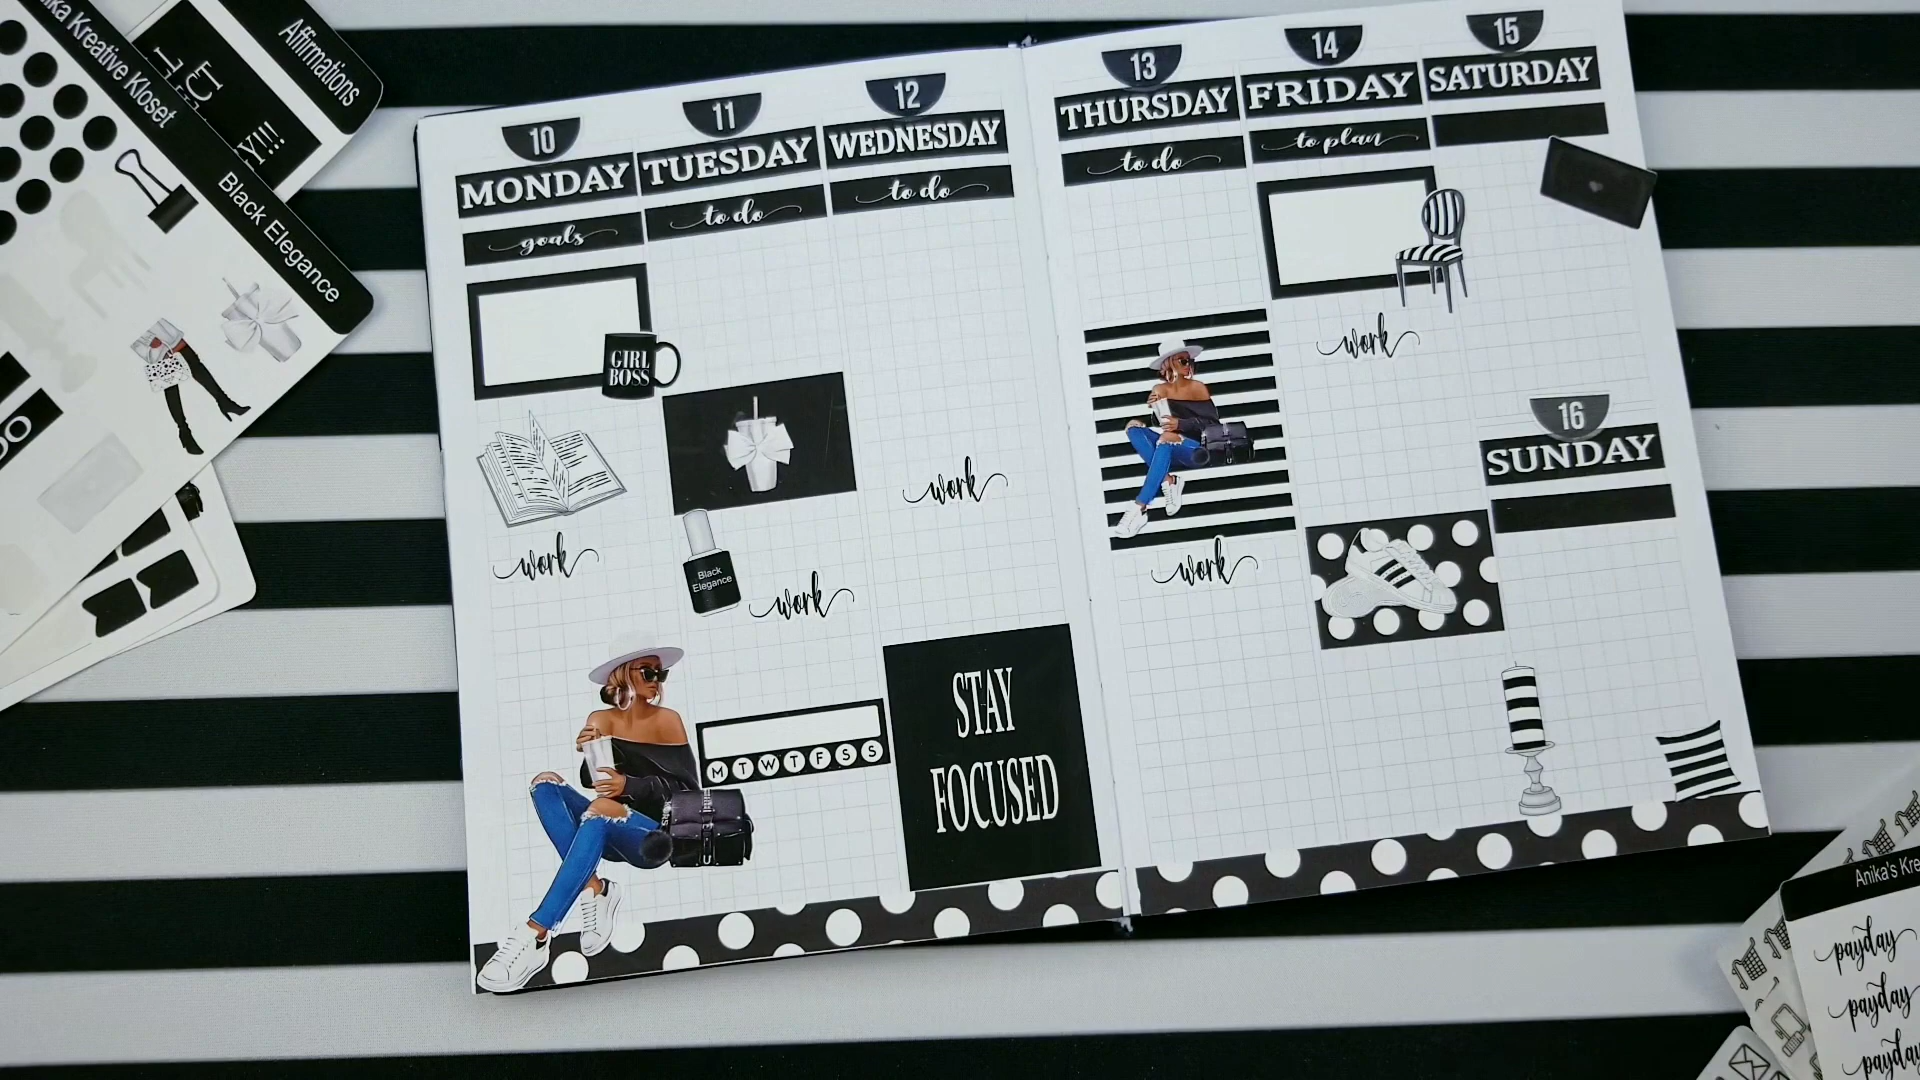 Anika Kreative Kloset
Black Elegance
Affirmations
10
MONDAY
goals
GIRL
BOSS
work
11
TUESDAY
to do
Black
Elegance
work
M T W T F S S
12
WEDNESDAY
to do
work
STAY
FOCUSED
13
THURSDAY
to do
work
14
FRIDAY
to plan
work
15
SATURDAY
16
SUNDAY
payday
payday
payday